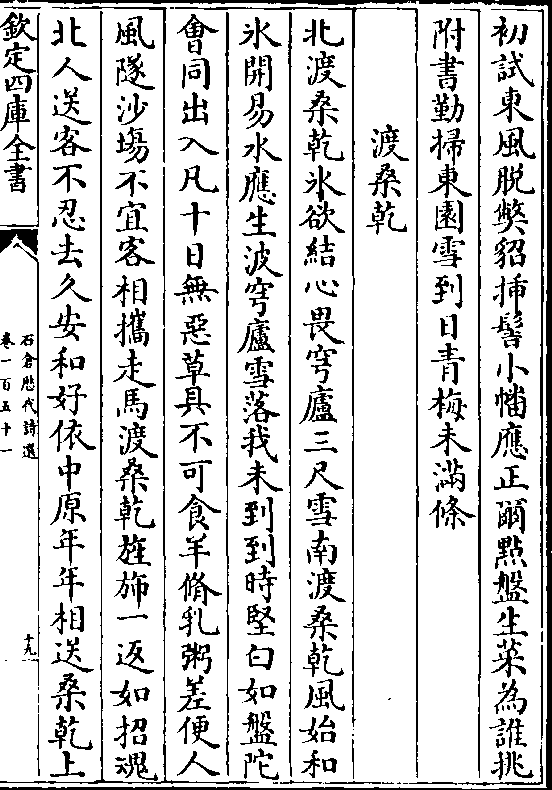 初試東風脫弊貂揷髻小幡應正爾點盤生菜為誰挑
附書勤掃東園雪到日青梅未滿條
渡桑乾
北渡桑乾氷欲結心畏穹廬三尺雪南渡桑乾風始和
氷開易水應生波穹廬雪落我未到到時堅白如盤陀
會同出入凡十日無惡草具不可食羊脩乳粥差便人
風隧沙塲不宜客相攜走馬渡桑乾旌斾一返如招魂
北人送客不忍去久安和好依中原年年相送桑乾上
欽定四庫全書
石倉歷代詩選
卷一百五十一
十九